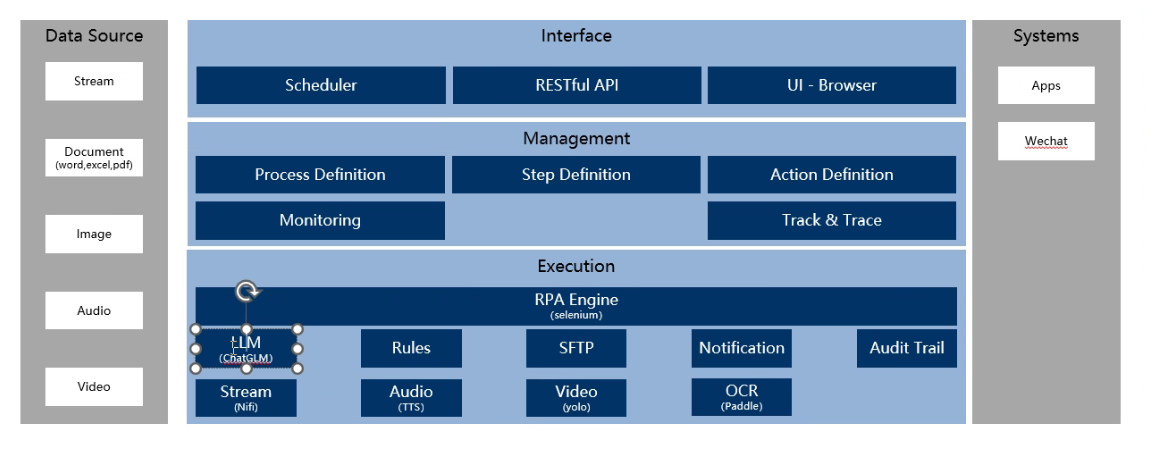 Data Source
Stream
Document
(word,excel,pdf)
Image
Audio
Video
Interface
Scheduler
RESTful API
UI - Browser
Management
Process Definition
Step Definition
Action Definition
Monitoring
Track & Trace
Execution
RPA Engine
(selenium)
LLM
(ChatGLM)
Rules
SFTP
Notification
Audit Trail
Stream
(Nifi)
Audio
(TTS)
Video
(yolo)
OCR
(Paddle)
Systems
Apps
Wechat